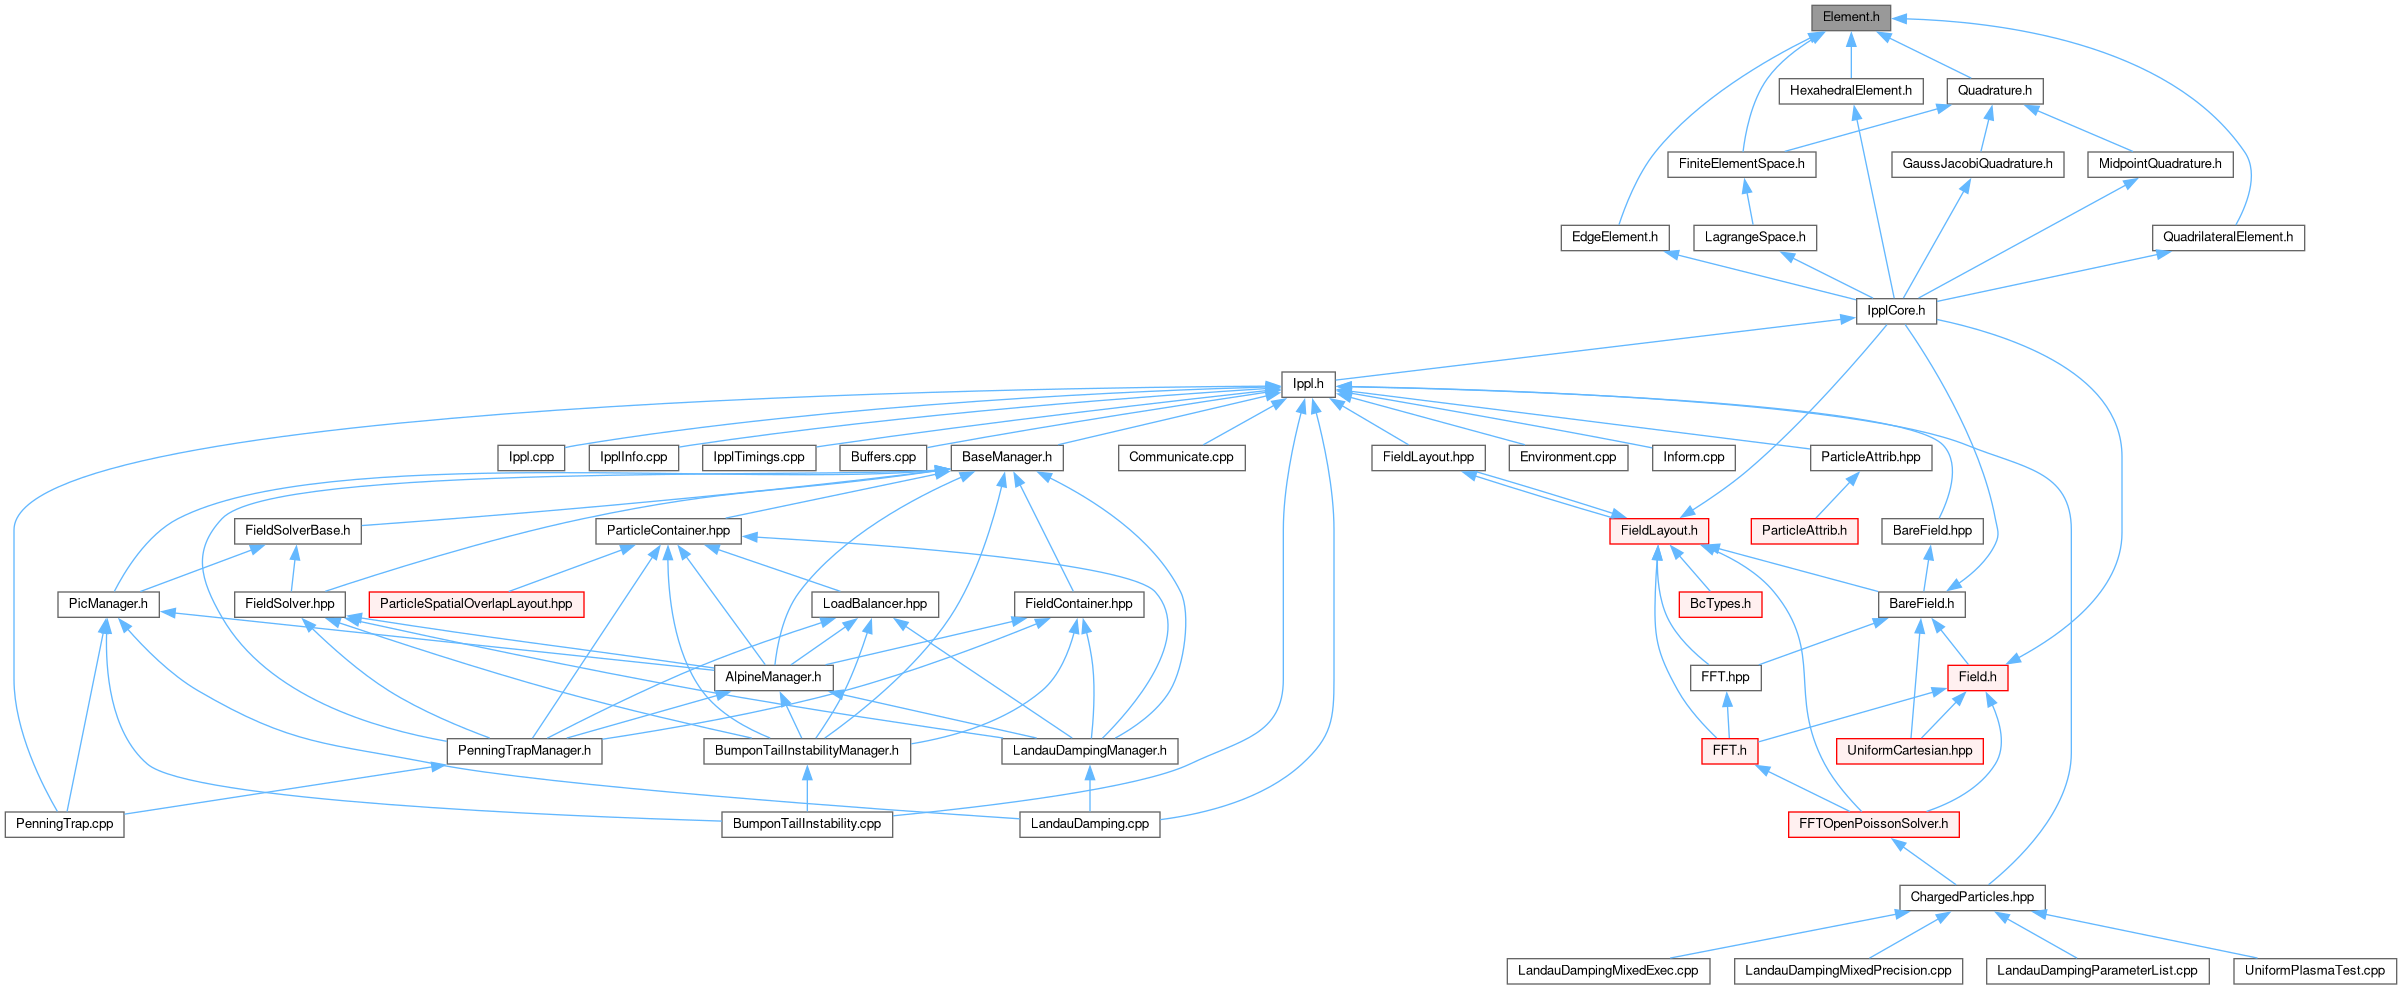 Element.h
HexahedralElement.h
Quadrature.h
FiniteElementSpace.h
GaussJacobiQuadrature.h
MidpointQuadrature.h
EdgeElement.h
LagrangeSpace.h
QuadrilateralElement.h
IpplCore.h
Ippl.h
Ippl.cpp
IpplInfo.cpp
IpplTimings.cpp
Buffers.cpp
BaseManager.h
Communicate.cpp
FieldLayout.hpp
Environment.cpp
Inform.cpp
ParticleAttrib.hpp
FieldSolverBase.h
ParticleContainer.hpp
FieldLayout.h
ParticleAttrib.h
BareField.hpp
PicManager.h
FieldSolver.hpp
ParticleSpatialOverlapLayout.hpp
LoadBalancer.hpp
FieldContainer.hpp
BcTypes.h
BareField.h
AlpineManager.h
FFT.hpp
Field.h
PenningTrapManager.h
BumponTailInstabilityManager.h
LandauDampingManager.h
FFT.h
UniformCartesian.hpp
PenningTrap.cpp
BumponTailInstability.cpp
LandauDamping.cpp
FFTOpenPoissonSolver.h
ChargedParticles.hpp
LandauDampingMixedExec.cpp
LandauDampingMixedPrecision.cpp
LandauDampingParameterList.cpp
UniformPlasmaTest.cpp